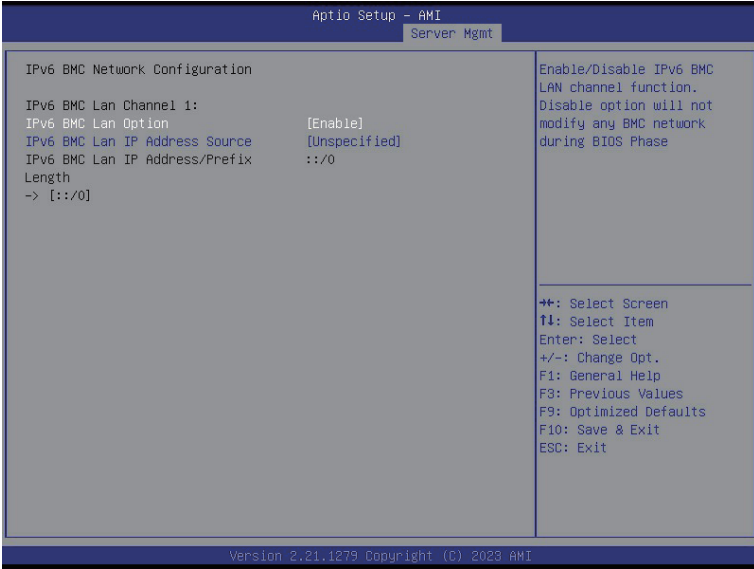 Aptio Setup – AMI
Server Mgmt
IPv6 BMC Network Configuration
IPv6 BMC Lan Channel 1:
IPv6 BMC Lan Option [Enable]
IPv6 BMC Lan IP Address Source [Unspecified]
IPv6 BMC Lan IP Address/Prefix ::/0
Length
-> [::/0]
Enable/Disable IPv6 BMC
LAN channel function.
Disable option will not
modify any BMC network
during BIOS Phase
→←: Select Screen
↑↓: Select Item
Enter: Select
+/-: Change Opt.
F1: General Help
F3: Previous Values
F9: Optimized Defaults
F10: Save & Exit
ESC: Exit
Version 2.21.1279 Copyright (C) 2023 AMI